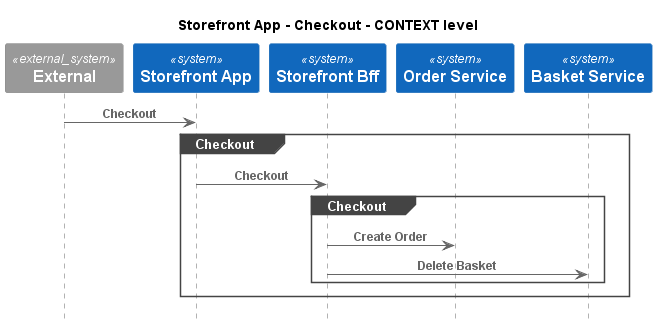 Storefront App - Checkout - CONTEXT level
«external_system»
External
«system»
Storefront App
«system»
Storefront Bff
«system»
Order Service
«system»
Basket Service
Checkout
Checkout
Checkout
Checkout
Create Order
Delete Basket